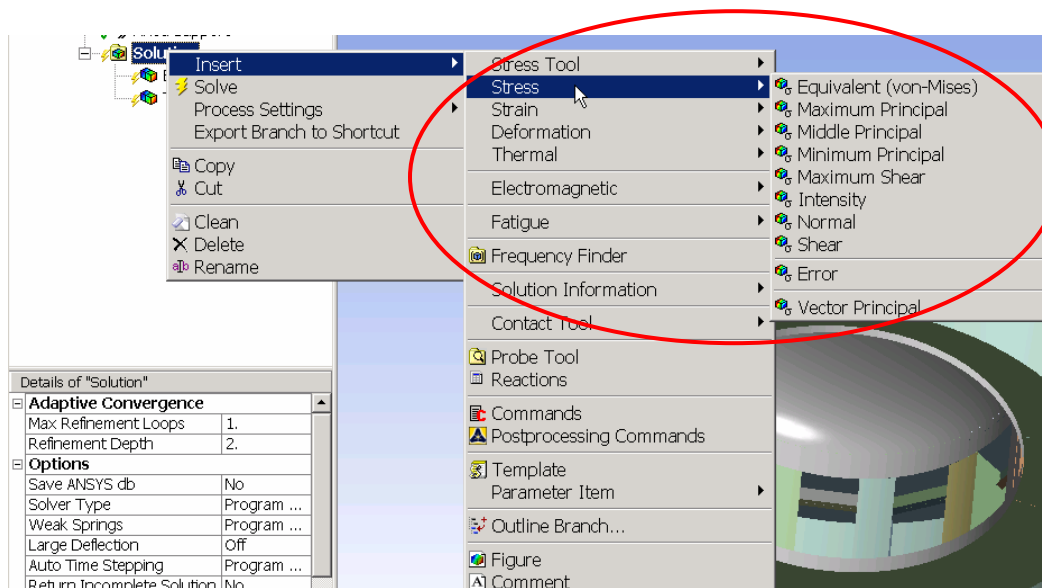 Support
Solution
Insert
Solve
Process Settings
Export Branch to Shortcut
Copy
Cut
Clean
Delete
Rename
Stress Tool
Stress
Strain
Deformation
Thermal
Electromagnetic
Fatigue
Frequency Finder
Solution Information
Contact Tool
Probe Tool
Reactions
Commands
Postprocessing Commands
Template
Parameter Item
Outline Branch...
Figure
Comment
Equivalent (von-Mises)
Maximum Principal
Middle Principal
Minimum Principal
Maximum Shear
Intensity
Normal
Shear
Error
Vector Principal
Details of "Solution"
Adaptive Convergence
Max Refinement Loops 1.
Refinement Depth 2.
Options
Save ANSYS db No
Solver Type Program ...
Weak Springs Program ...
Large Deflection Off
Auto Time Stepping Program ...
Return Incomplete Solution No